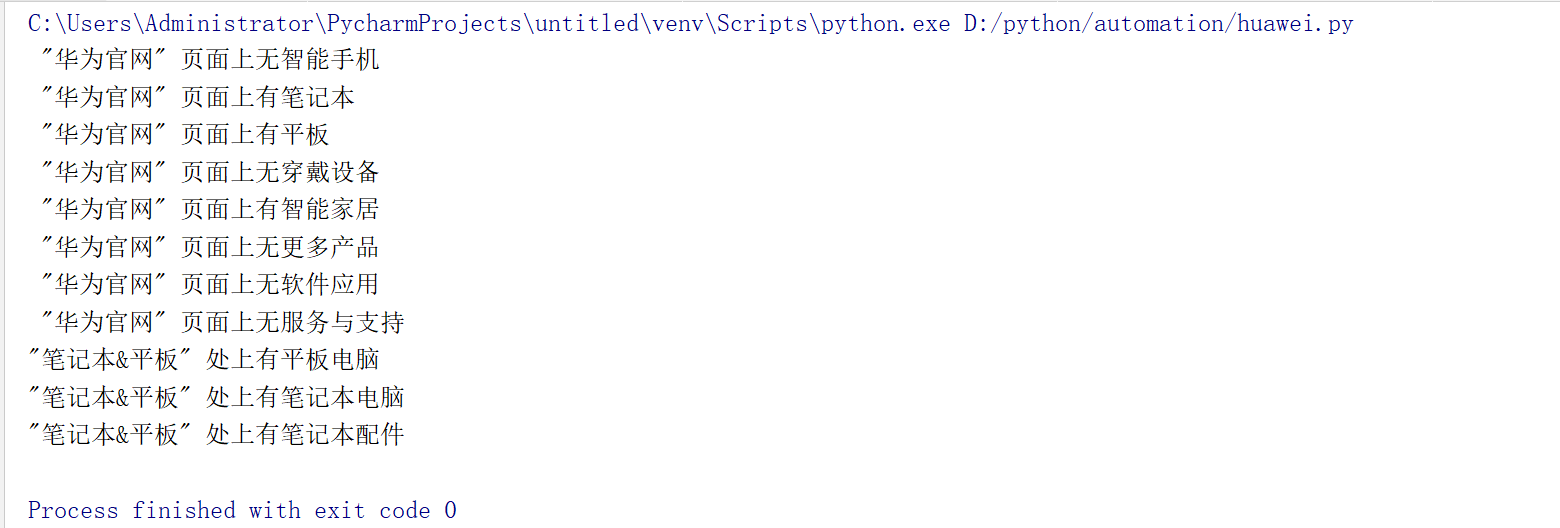 C:\Users\Administrator\PycharmProjects\untitled\venv\Scripts\python.exe D:/python/automation/huawei.py
"华为官网" 页面上无智能手机
"华为官网" 页面上有笔记本
"华为官网" 页面上有平板
"华为官网" 页面上无穿戴设备
"华为官网" 页面上有智能家居
"华为官网" 页面上无更多产品
"华为官网" 页面上无软件应用
"华为官网" 页面上无服务与支持
"笔记本&平板" 处上有平板电脑
"笔记本&平板" 处上有笔记本电脑
"笔记本&平板" 处上有笔记本配件
Process finished with exit code 0